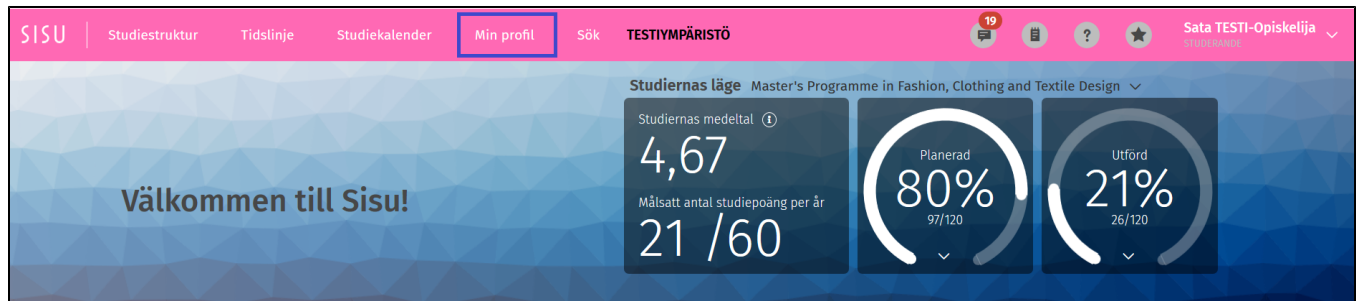 SISU Studiestruktur Tidslinje Studiekalender Min profil Sök TESTIYMPÄRISTÖ 19 ? Sata TESTI-Opiskelija
STUDERANDE
Studiernas läge Master's Programme in Fashion, Clothing and Textile Design
Studiernas medeltal i
4,67
Målsatt antal studiepoäng per år
21 /60
Planerad
80%
97/120
Utförd
21%
26/120
Välkommen till Sisu!